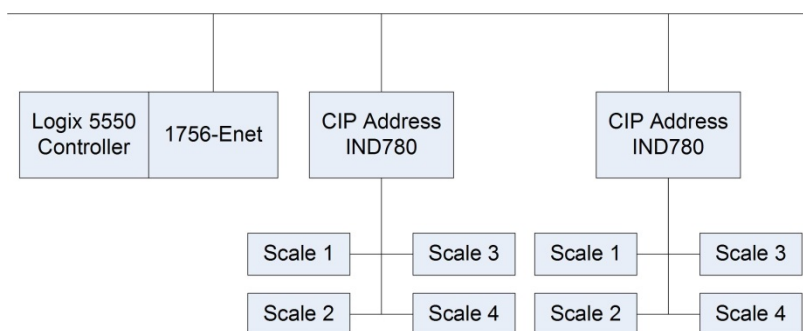 Logix 5550
Controller
1756-Enet
CIP Address
IND780
CIP Address
IND780
Scale 1
Scale 3
Scale 1
Scale 3
Scale 2
Scale 4
Scale 2
Scale 4